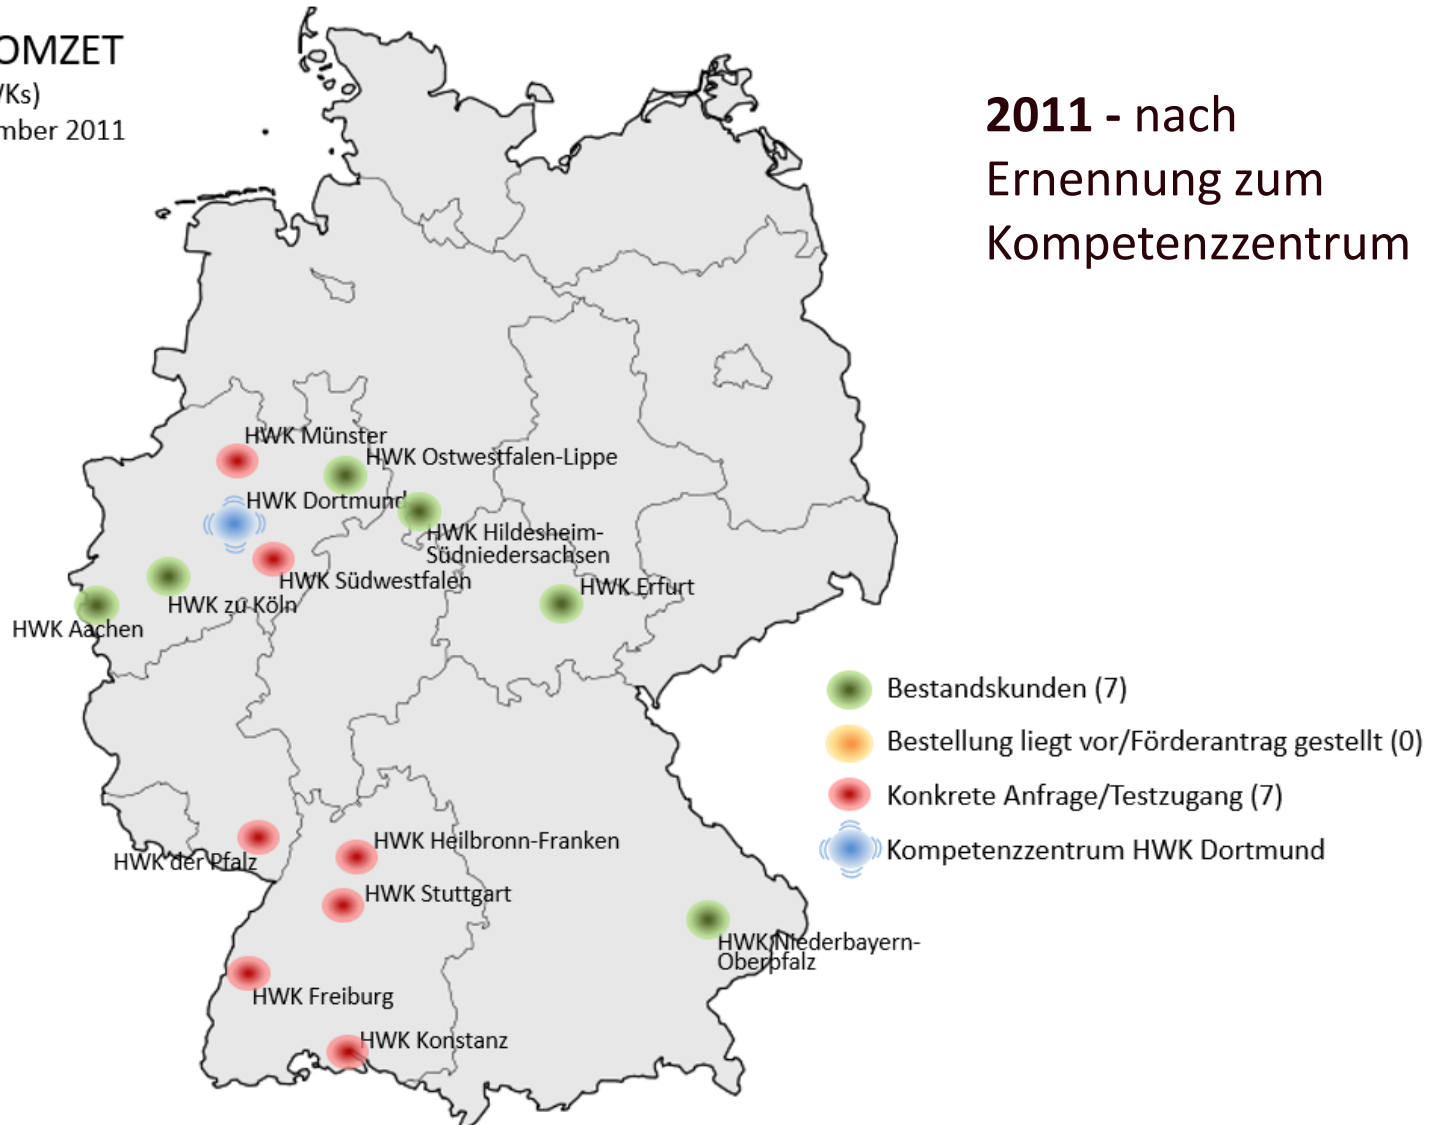 OMZET
Ks)
mber 2011
2011 - nach
Ernennung zum
Kompetenzzentrum
HWK Münster
HWK Ostwestfalen-Lippe
HWK Dortmund
HWK Hildesheim-
Südniedersachsen
HWK Südwestfalen
HWK Erfurt
HWK zu Köln
HWK Aachen
Bestandskunden (7)
Bestellung liegt vor/Förderantrag gestellt (0)
Konkrete Anfrage/Testzugang (7)
Kompetenzzentrum HWK Dortmund
HWK der Pfalz
HWK Heilbronn-Franken
HWK Stuttgart
HWK Niederbayern-
Oberpfalz
HWK Freiburg
HWK Konstanz